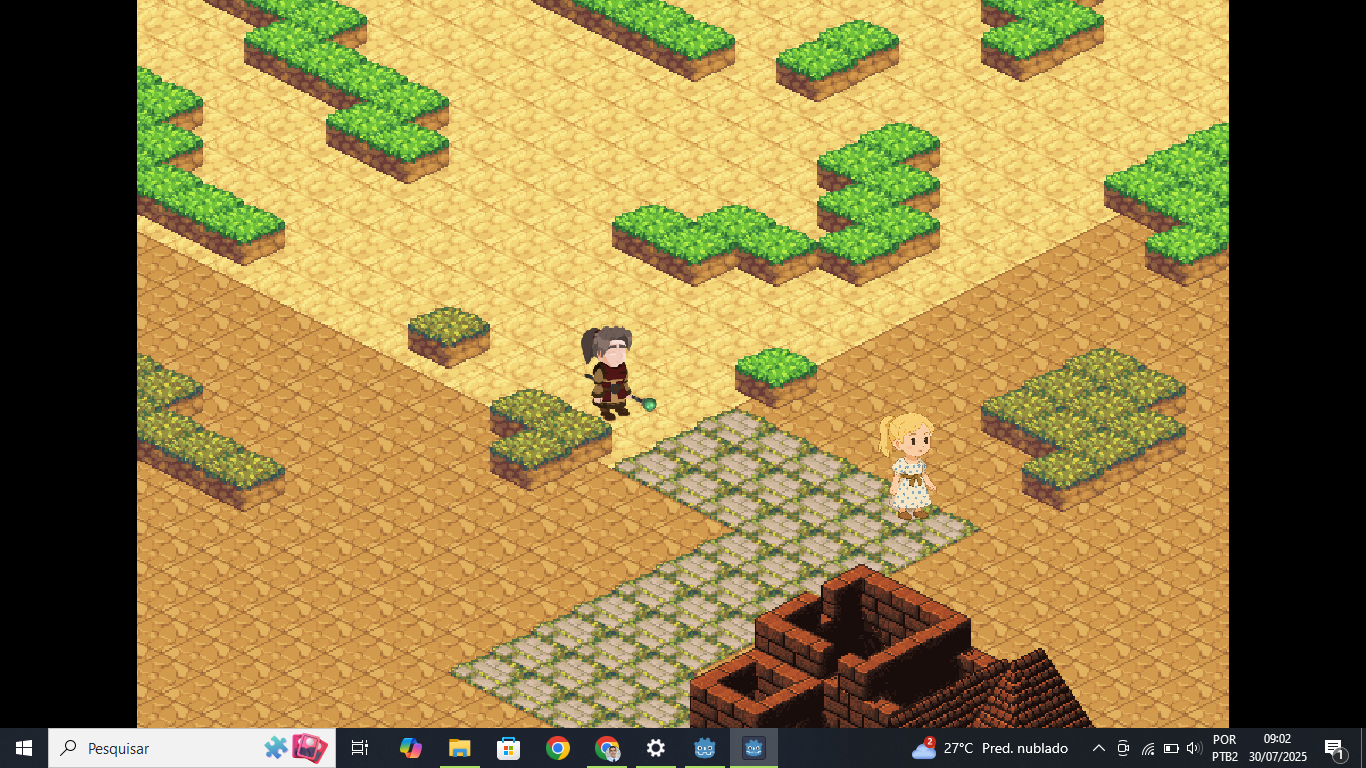 Pesquisar
2
27°C Pred. nublado
POR
PTB2
09:02
30/07/2025
1